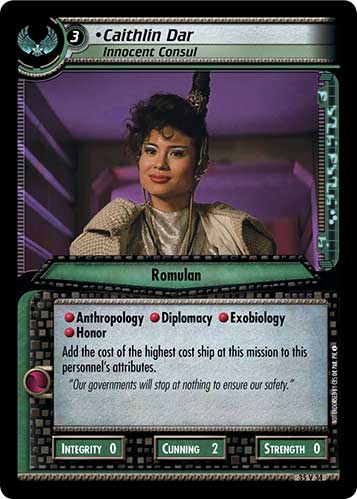 3 •Caithlin Dar
Innocent Consul
Romulan
Anthropology Diplomacy Exobiology
Honor
Add the cost of the highest cost ship at this mission to this
personnel's attributes.
"Our governments will stop at nothing to ensure our safety."
INTEGRITY 0 CUNNING 2 STRENGTH 0
35 V 34